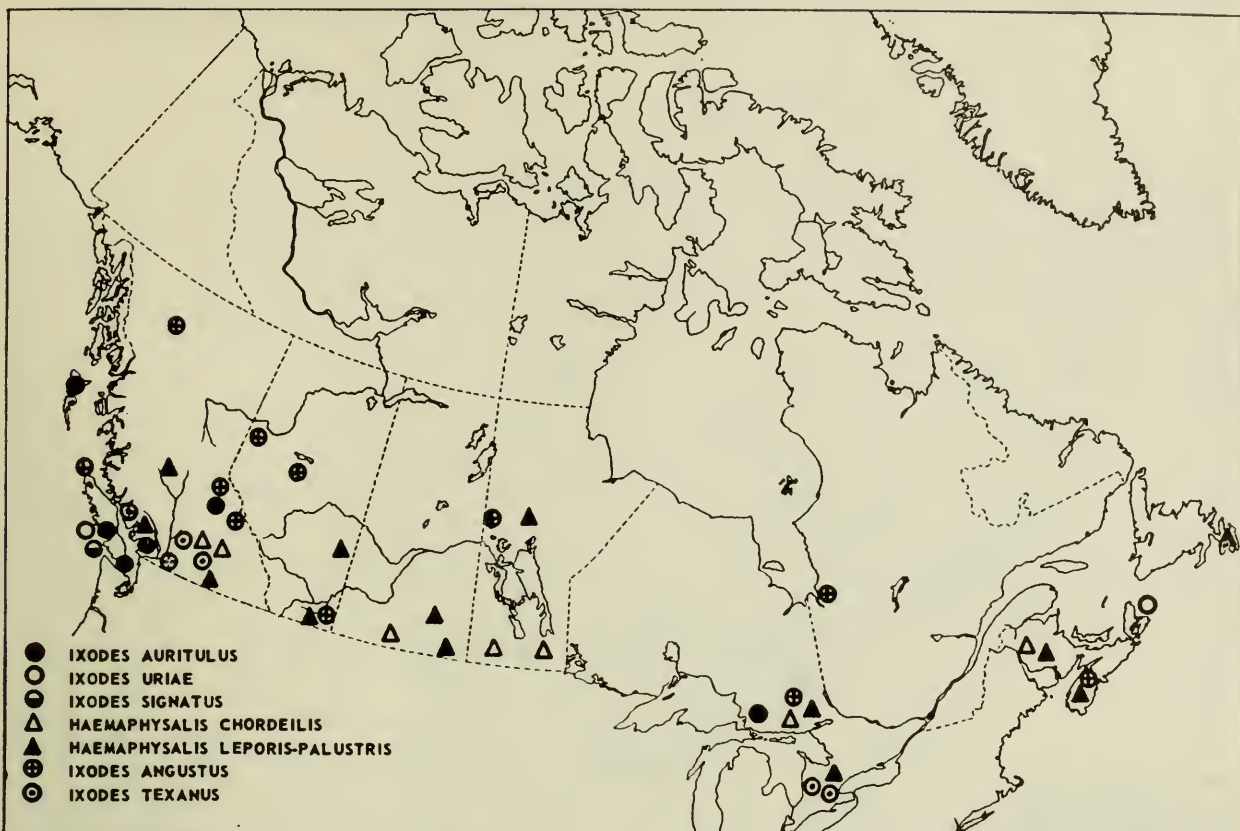 IXODES AURITULUS
IXODES URIAE
IXODES SIGNATUS
HAEMAPHYSALIS CHORDEILIS
HAEMAPHYSALIS LEPORIS-PALUSTRIS
IXODES ANGUSTUS
IXODES TEXANUS